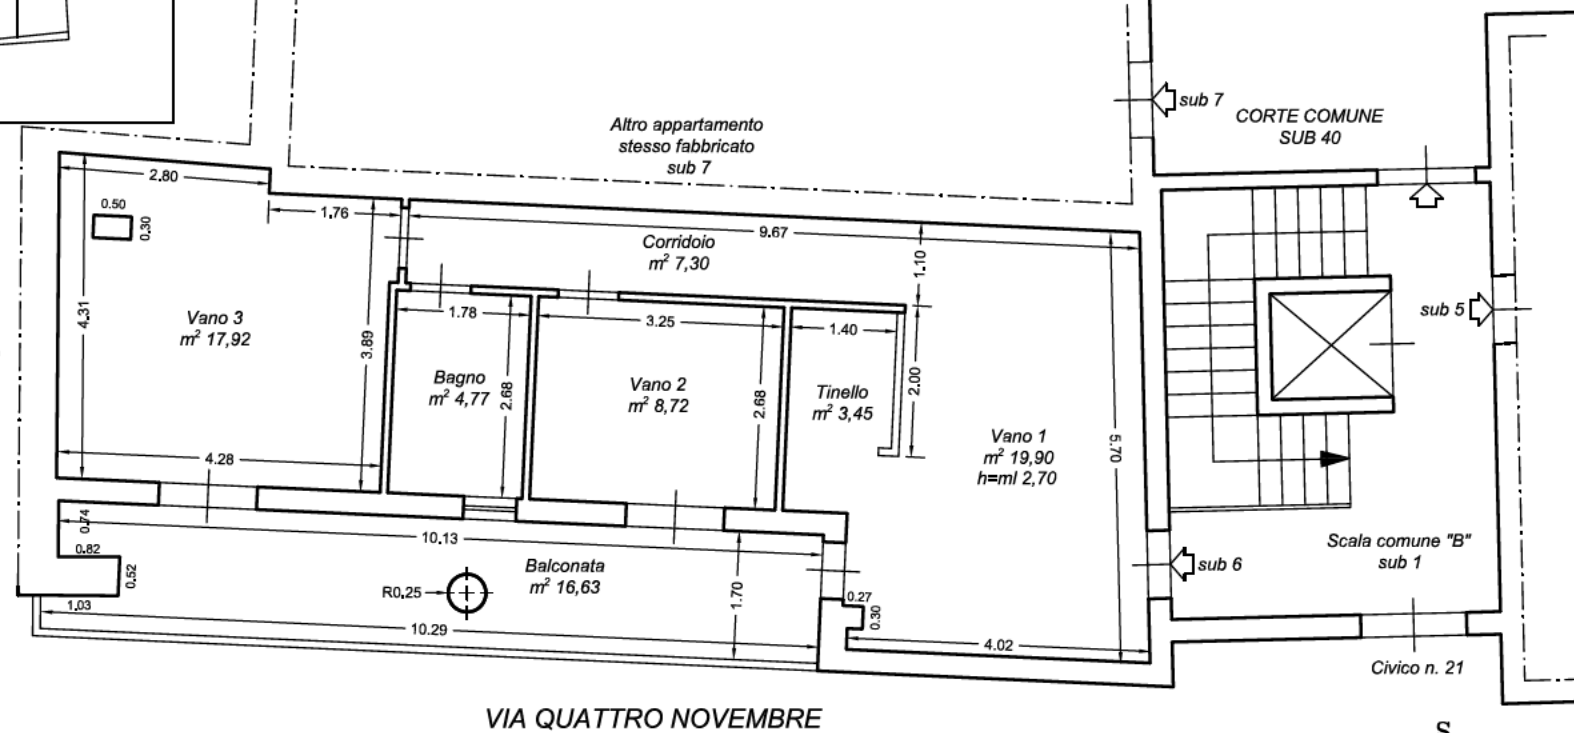 sub 7
CORTE COMUNE
SUB 40
Altro appartamento
stesso fabbricato
sub 7
2.80
0.50
0.30
1.76
9.67
Corridoio
m² 7,30
1.10
4.31
Vano 3
m² 17,92
3.89
1.78
3.25
1.40
sub 5
Bagno
m² 4,77
2.68
Vano 2
m² 8,72
2.68
Tinello
m² 3,45
2.00
Vano 1
m² 19,90
h=ml 2,70
5.70
4.28
0.74
10.13
0.82
0.52
Balconata
m² 16,63
R0.25
1.70
0.27
0.30
sub 6
Scala comune "B"
sub 1
1.03
10.29
4.02
Civico n. 21
VIA QUATTRO NOVEMBRE
S